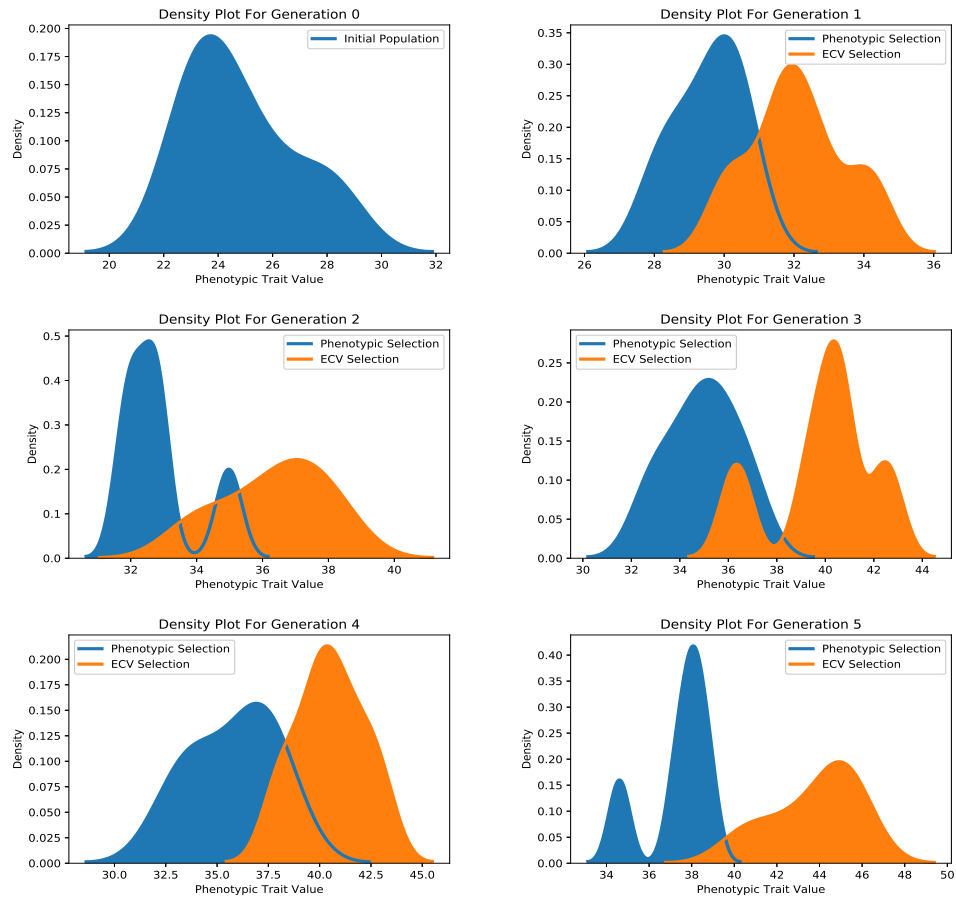 Density Plot For Generation 0
Initial Population
0.200
0.175
0.150
0.125
0.100
0.075
0.050
0.025
0.000
Density
20 22 24 26 28 30 32
Phenotypic Trait Value
Density Plot For Generation 1
Phenotypic Selection
ECV Selection
0.35
0.30
0.25
0.20
0.15
0.10
0.05
0.00
Density
26 28 30 32 34 36
Phenotypic Trait Value
Density Plot For Generation 2
Phenotypic Selection
ECV Selection
0.5
0.4
0.3
0.2
0.1
0.0
Density
32 34 36 38 40
Phenotypic Trait Value
Density Plot For Generation 3
Phenotypic Selection
ECV Selection
0.25
0.20
0.15
0.10
0.05
0.00
Density
30 32 34 36 38 40 42 44
Phenotypic Trait Value
Density Plot For Generation 4
Phenotypic Selection
ECV Selection
0.200
0.175
0.150
0.125
0.100
0.075
0.050
0.025
0.000
Density
30.0 32.5 35.0 37.5 40.0 42.5 45.0
Phenotypic Trait Value
Density Plot For Generation 5
Phenotypic Selection
ECV Selection
0.40
0.35
0.30
0.25
0.20
0.15
0.10
0.05
0.00
Density
34 36 38 40 42 44 46 48 50
Phenotypic Trait Value